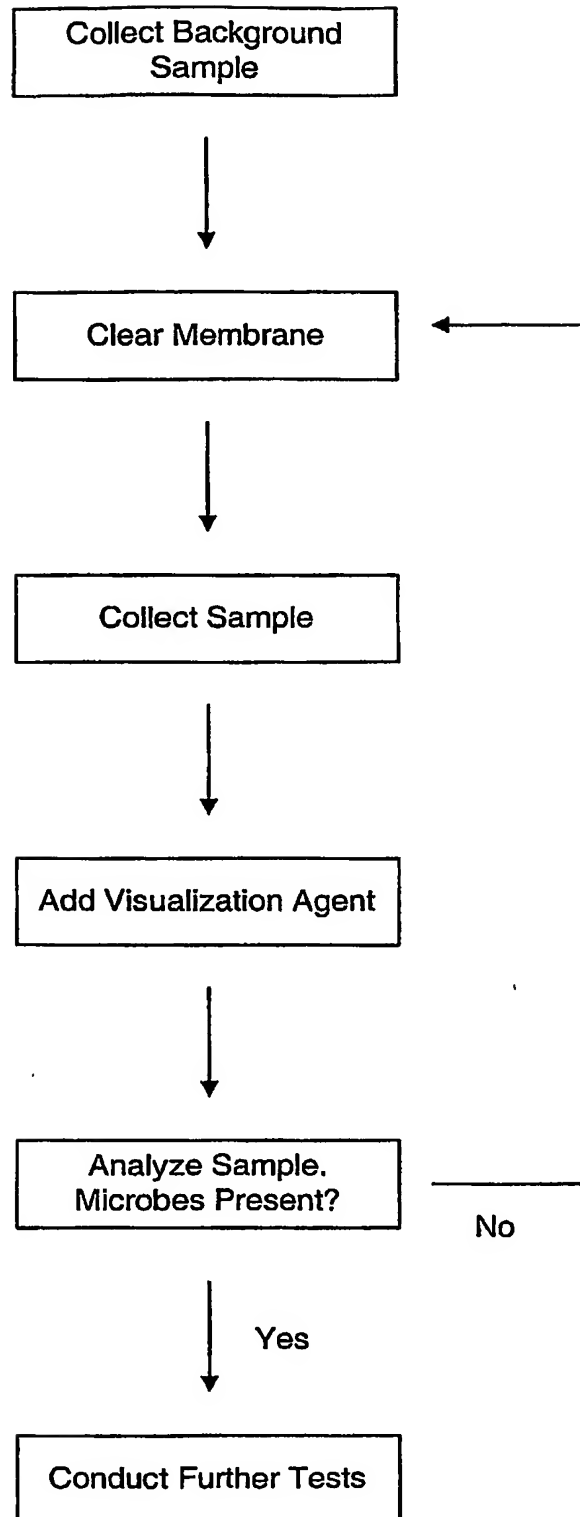 Collect Background
Sample
Clear Membrane
Collect Sample
Add Visualization Agent
Analyze Sample.
Microbes Present?
No
Yes
Conduct Further Tests